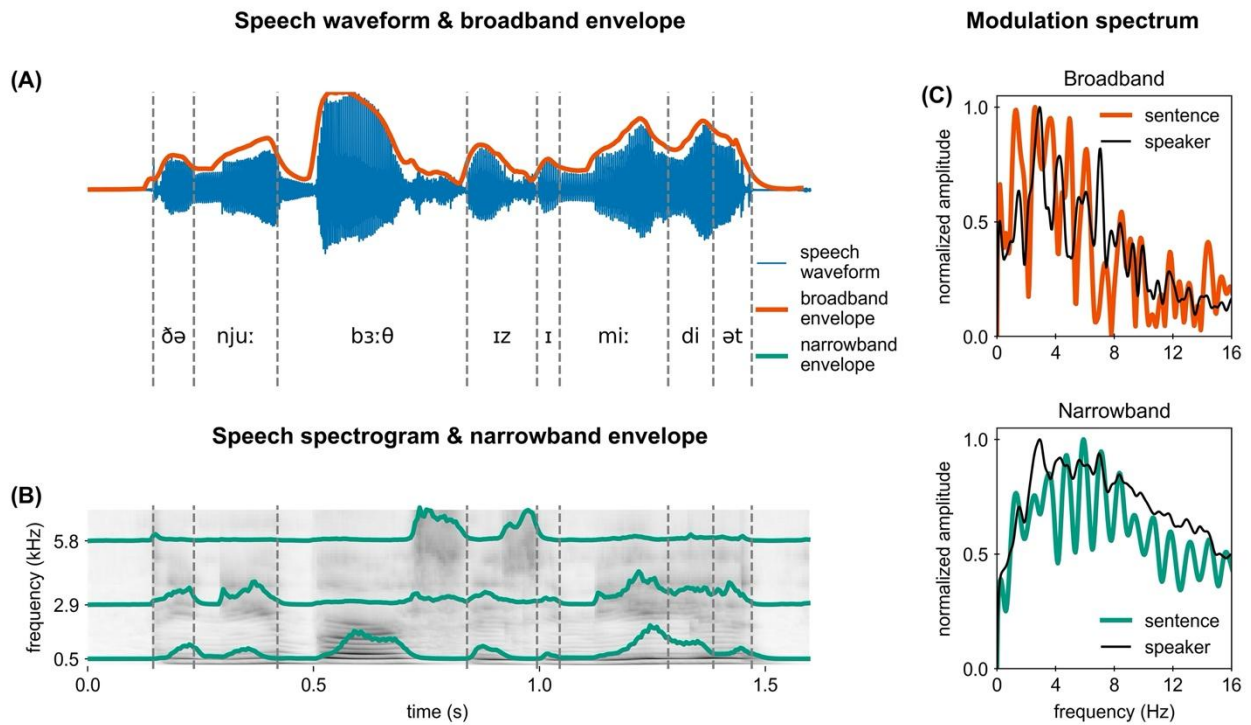 Speech waveform & broadband envelope
Modulation spectrum
(A)
speech
waveform
broadband
envelope
narrowband
envelope
ðə njuː bɜːθ ɪz ɪ miː di ət
Speech spectrogram & narrowband envelope
(B)
frequency (kHz)
5.8
2.9
0.5
0.0 0.5 1.0 1.5
time (s)
(C)
Broadband
normalized amplitude
1.0
0.5
0.0
sentence
speaker
0 4 8 12 16
Narrowband
normalized amplitude
1.0
0.5
0.0
sentence
speaker
0 4 8 12 16
frequency (Hz)